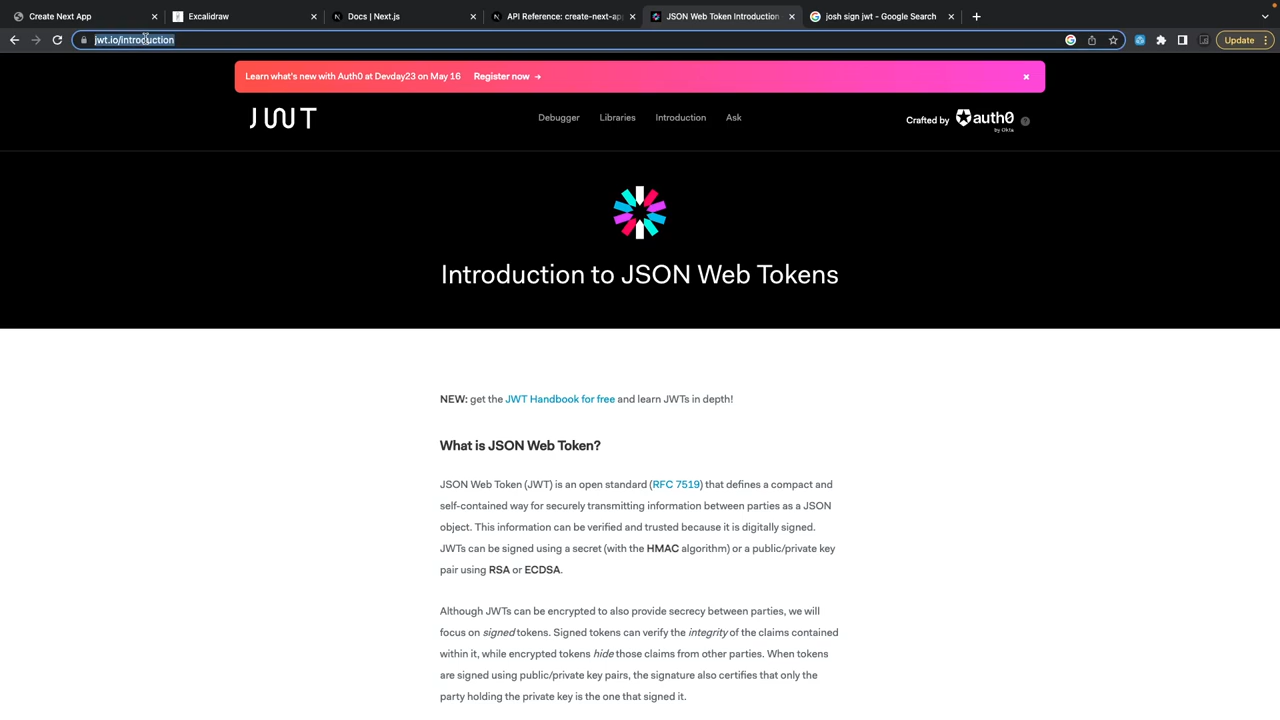 Create Next App
Excalidraw
Docs | Next.js
API Reference: create-next-app
JSON Web Token Introduction
josh sign jwt - Google Search
jwt.io/introduction
Update
Learn what's new with Auth0 at Devday23 on May 16 Register now →
JWT
Debugger Libraries Introduction Ask
Crafted by auth0
by Okta
Introduction to JSON Web Tokens
NEW: get the JWT Handbook for free and learn JWTs in depth!
What is JSON Web Token?
JSON Web Token (JWT) is an open standard (RFC 7519) that defines a compact and
self-contained way for securely transmitting information between parties as a JSON
object. This information can be verified and trusted because it is digitally signed.
JWTs can be signed using a secret (with the HMAC algorithm) or a public/private key
pair using RSA or ECDSA.
Although JWTs can be encrypted to also provide secrecy between parties, we will
focus on signed tokens. Signed tokens can verify the integrity of the claims contained
within it, while encrypted tokens hide those claims from other parties. When tokens
are signed using public/private key pairs, the signature also certifies that only the
party holding the private key is the one that signed it.